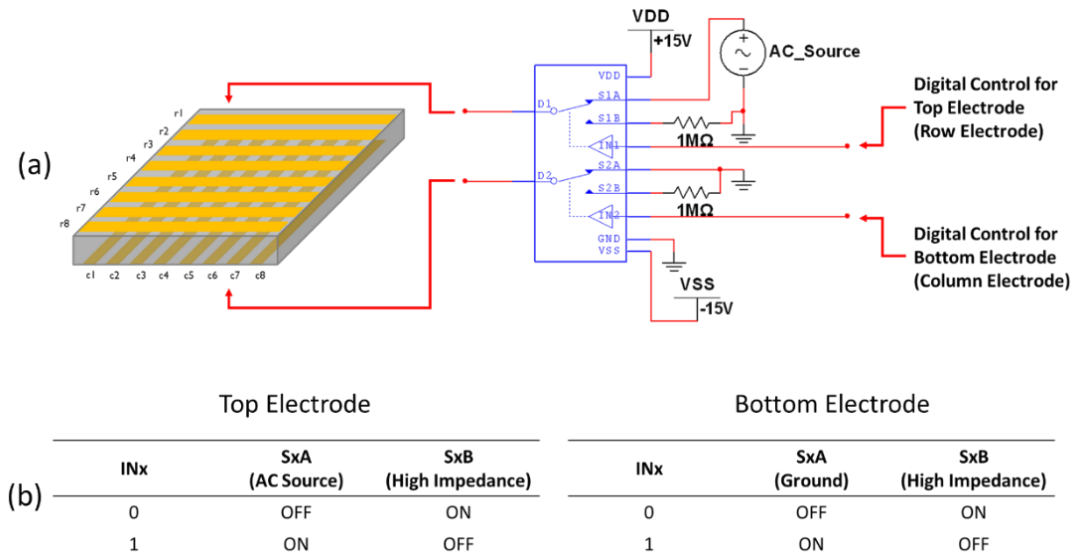 (a)
r1
r2
r3
r4
r5
r6
r7
r8
c1 c2 c3 c4 c5 c6 c7 c8
VDD
+15V
AC_Source
VDD
D1
S1A
S1B
1MΩ
IN1
S2A
D2
S2B
1MΩ
IN2
GND
VSS
VSS
-15V
Digital Control for
Top Electrode
(Row Electrode)
Digital Control for
Bottom Electrode
(Column Electrode)
(b)
Top Electrode
INx SxA (AC Source) SxB (High Impedance)
0 OFF ON
1 ON OFF
Bottom Electrode
INx SxA (Ground) SxB (High Impedance)
0 OFF ON
1 ON OFF